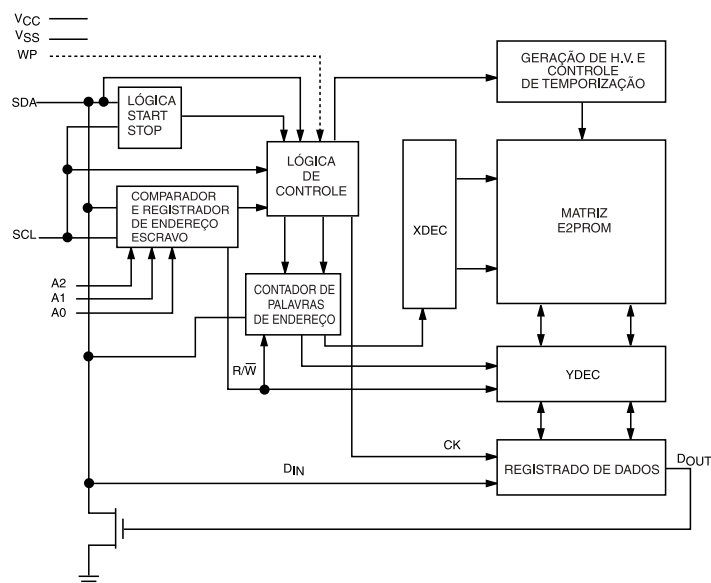 VCC
VSS
WP
SDA
LÓGICA
START
STOP
GERAÇÃO DE H.V. E
CONTROLE
DE TEMPORIZAÇÃO
LÓGICA
DE
CONTROLE
COMPARADOR
E REGISTRADOR
DE ENDEREÇO
ESCRAVO
SCL
XDEC
MATRIZ
E2PROM
A2
A1
A0
CONTADOR DE
PALAVRAS
DE ENDEREÇO
R/W̅
YDEC
CK
DIN
REGISTRADO DE DADOS
DOUT